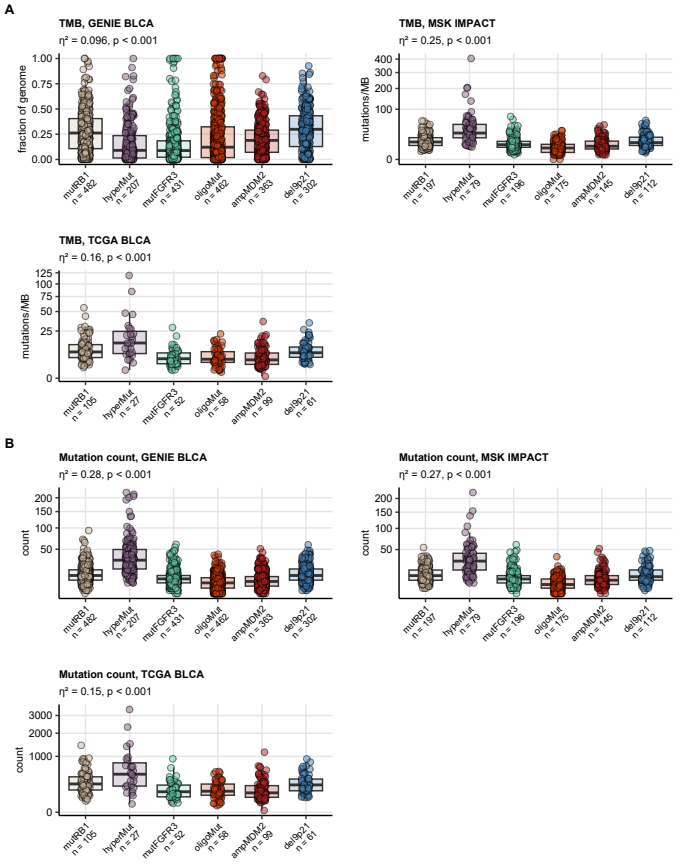 A
TMB, GENIE BLCA
η² = 0.096, p < 0.001
fraction of genome
1.00
0.75
0.50
0.25
0.00
mutRB1
n = 482
hyperMut
n = 207
mutFGFR3
n = 431
oligoMut
n = 462
ampMDM2
n = 363
del9p21
n = 302
TMB, MSK IMPACT
η² = 0.25, p < 0.001
mutations/MB
400
300
200
100
0
mutRB1
n = 197
hyperMut
n = 79
mutFGFR3
n = 196
oligoMut
n = 175
ampMDM2
n = 145
del9p21
n = 112
TMB, TCGA BLCA
η² = 0.16, p < 0.001
mutations/MB
125
100
75
50
25
0
mutRB1
n = 105
hyperMut
n = 27
mutFGFR3
n = 52
oligoMut
n = 58
ampMDM2
n = 99
del9p21
n = 61
B
Mutation count, GENIE BLCA
η² = 0.28, p < 0.001
count
200
150
100
50
mutRB1
n = 482
hyperMut
n = 207
mutFGFR3
n = 431
oligoMut
n = 462
ampMDM2
n = 363
del9p21
n = 302
Mutation count, MSK IMPACT
η² = 0.27, p < 0.001
count
200
150
100
50
mutRB1
n = 197
hyperMut
n = 79
mutFGFR3
n = 196
oligoMut
n = 175
ampMDM2
n = 145
del9p21
n = 112
Mutation count, TCGA BLCA
η² = 0.15, p < 0.001
count
3000
2000
1000
0
mutRB1
n = 105
hyperMut
n = 27
mutFGFR3
n = 52
oligoMut
n = 58
ampMDM2
n = 99
del9p21
n = 61